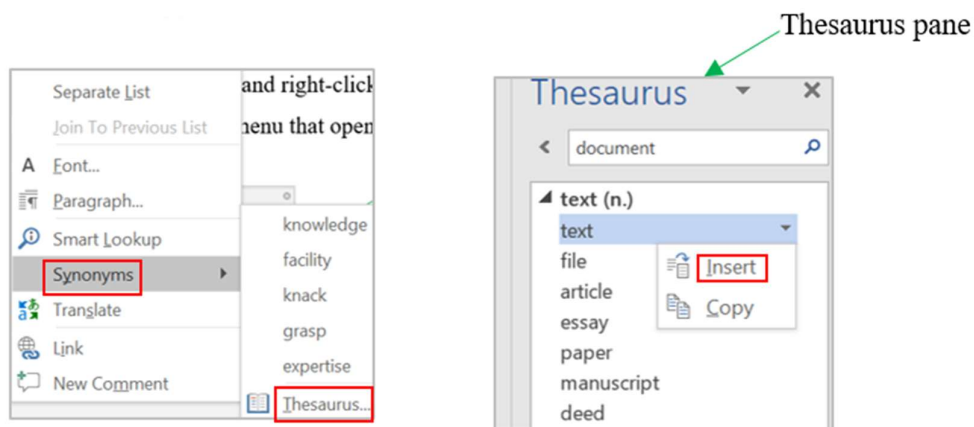 Thesaurus pane
Separate List
and right-click
Join To Previous List
menu that open
A Font...
Paragraph...
Smart Lookup
Synonyms
Translate
Link
New Comment
knowledge
facility
knack
grasp
expertise
Thesaurus...
Thesaurus
document
text (n.)
text
file
article
essay
paper
manuscript
deed
Insert
Copy